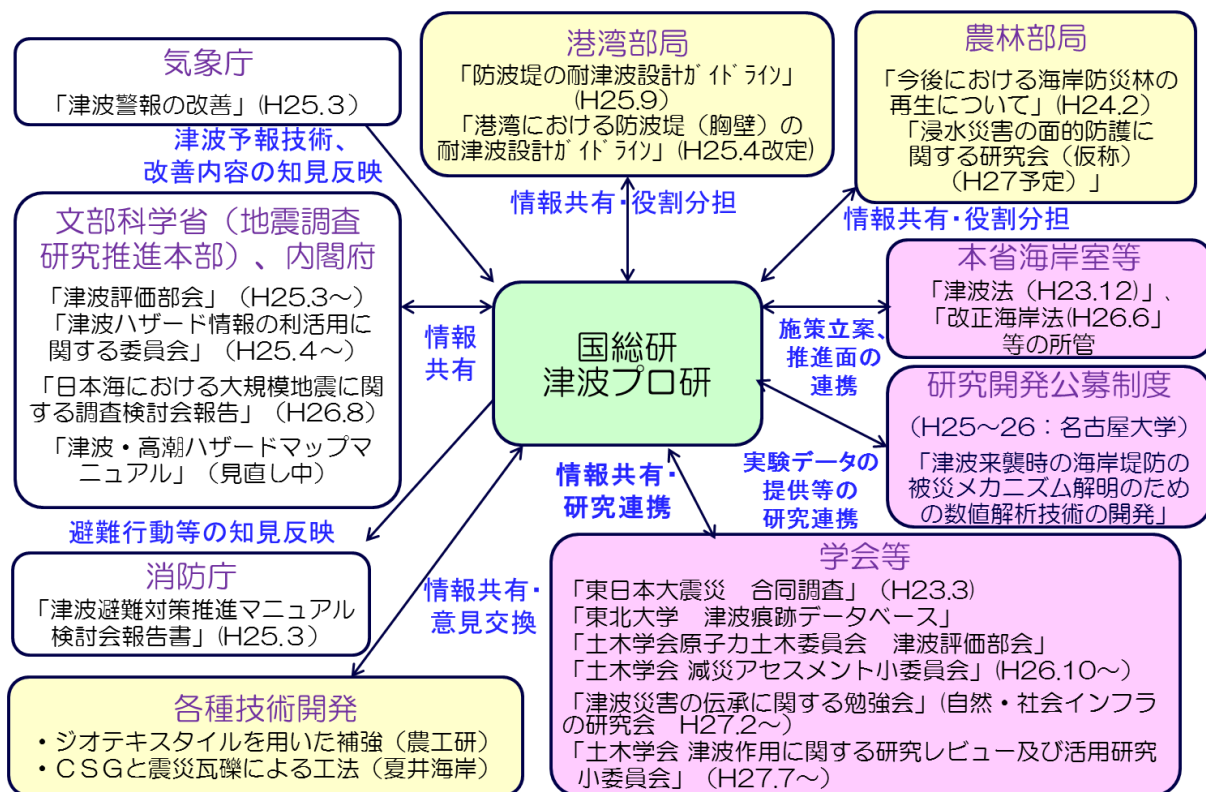 気象庁
「津波警報の改善」(H25.3)
津波予報技術、
改善内容の知見反映
港湾部局
「防波堤の耐津波設計ｶﾞｲﾄﾞﾗｲﾝ」
(H25.9)
「港湾における防波堤（胸壁）の
耐津波設計ｶﾞｲﾄﾞﾗｲﾝ」(H25.4改定)
情報共有・役割分担
農林部局
「今後における海岸防災林の
再生について」(H24.2)
「浸水災害の面的防護に
関する研究会（仮称）
（H27予定）」
情報共有・役割分担
文部科学省（地震調査
研究推進本部）、内閣府
「津波評価部会」（H25.3～）
「津波ハザード情報の利活用に
関する委員会」（H25.4～）
「日本海における大規模地震に関
する調査検討会報告」（H26.8）
「津波・高潮ハザードマップマ
ニュアル」（見直し中）
情報
共有
国総研
津波プロ研
本省海岸室等
「津波法（H23.12)」、
「改正海岸法(H26.6」
等の所管
施策立案、
推進面の
連携
研究開発公募制度
（H25～26：名古屋大学）
「津波来襲時の海岸堤防の
被災メカニズム解明のため
の数値解析技術の開発」
実験データの
提供等の
研究連携
情報共有・
研究連携
避難行動等の知見反映
消防庁
「津波避難対策推進マニュアル
検討会報告書」(H25.3）
情報共有・
意見交換
各種技術開発
・ジオテキスタイルを用いた補強（農工研）
・ＣＳＧと震災瓦礫による工法（夏井海岸）
学会等
「東日本大震災　合同調査」（H23.3)
「東北大学　津波痕跡データベース」
「土木学会原子力土木委員会　津波評価部会」
「土木学会 減災アセスメント小委員会」(H26.10～）
「津波災害の伝承に関する勉強会」(自然・社会インフラ
の研究会　H27.2～)
「土木学会 津波作用に関する研究レビュー及び活用研究
小委員会」（H27.7～）